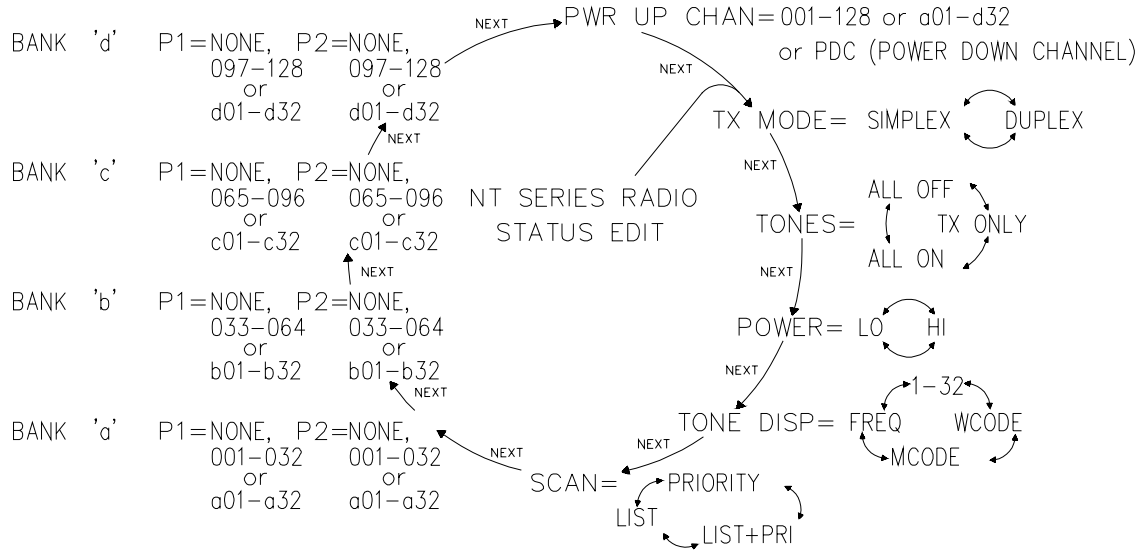 NEXT
PWR UP CHAN=001-128 or a01-d32
or PDC (POWER DOWN CHANNEL)
NEXT
TX MODE= SIMPLEX DUPLEX
NEXT
TONES= ALL OFF
TX ONLY
ALL ON
NEXT
POWER= LO HI
NEXT
TONE DISP= FREQ 1-32 WCODE
MCODE
NEXT
SCAN= PRIORITY
LIST
LIST+PRI
NEXT
NT SERIES RADIO
STATUS EDIT
BANK 'd' P1=NONE, P2=NONE,
097-128 097-128
or or
d01-d32 d01-d32
NEXT
BANK 'c' P1=NONE, P2=NONE,
065-096 065-096
or or
c01-c32 c01-c32
NEXT
BANK 'b' P1=NONE, P2=NONE,
033-064 033-064
or or
b01-b32 b01-b32
NEXT
BANK 'a' P1=NONE, P2=NONE,
001-032 001-032
or or
a01-a32 a01-a32